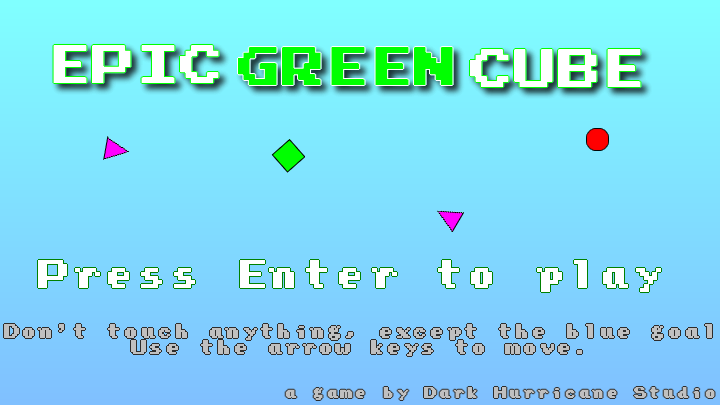 EPIC GREEN CUBE
Press Enter to play
Don't touch anything, except the blue goal
Use the arrow keys to move.
a game by Dark Hurricane Studio